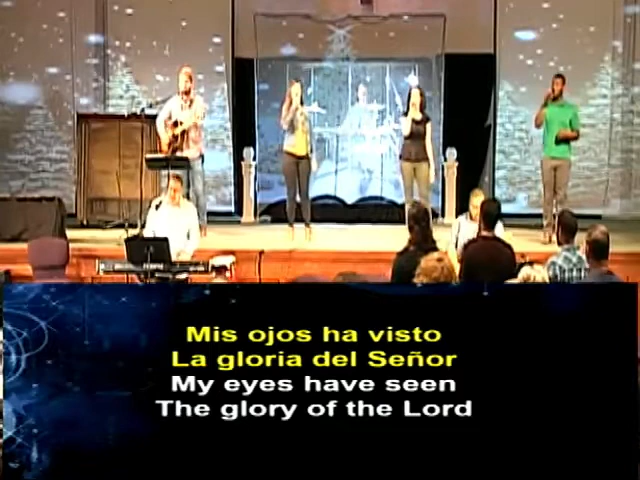 Mis ojos ha visto
La gloria del Señor
My eyes have seen
The glory of the Lord